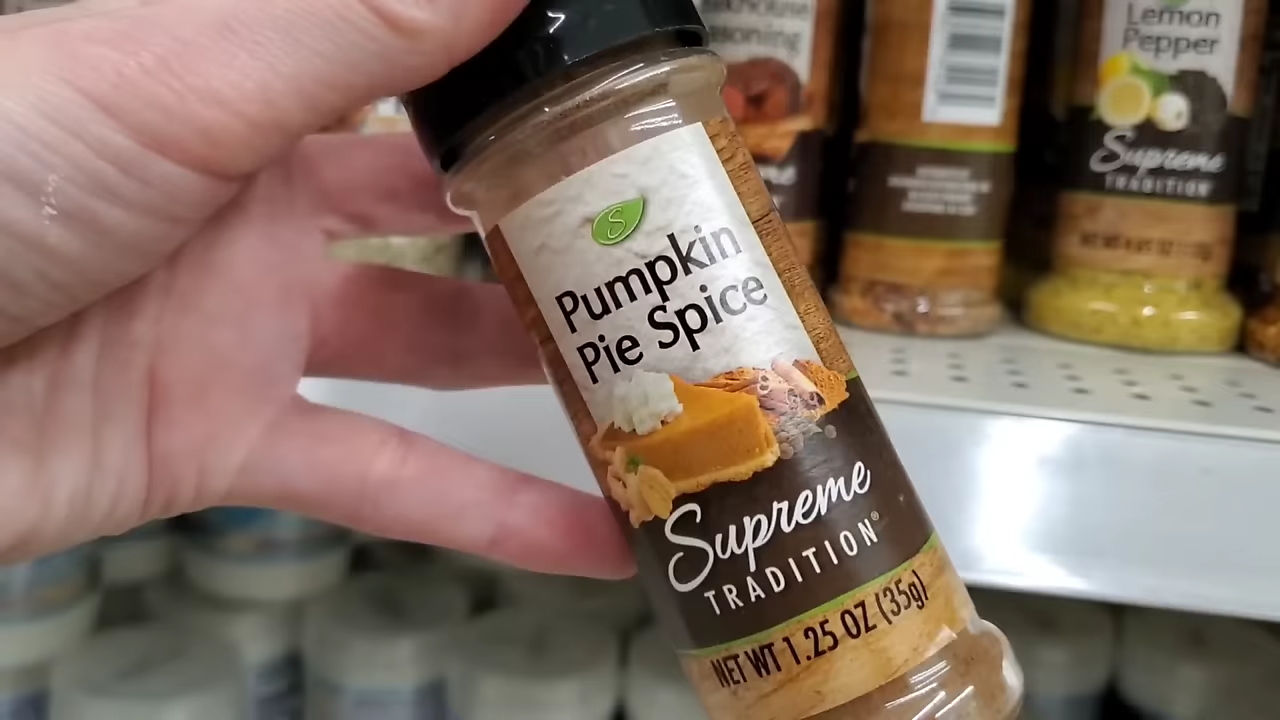 S
Pumpkin
Pie Spice
Supreme
TRADITION®
NET WT 1.25 OZ (35g)
Lemon
Pepper
Supreme
TRADITION